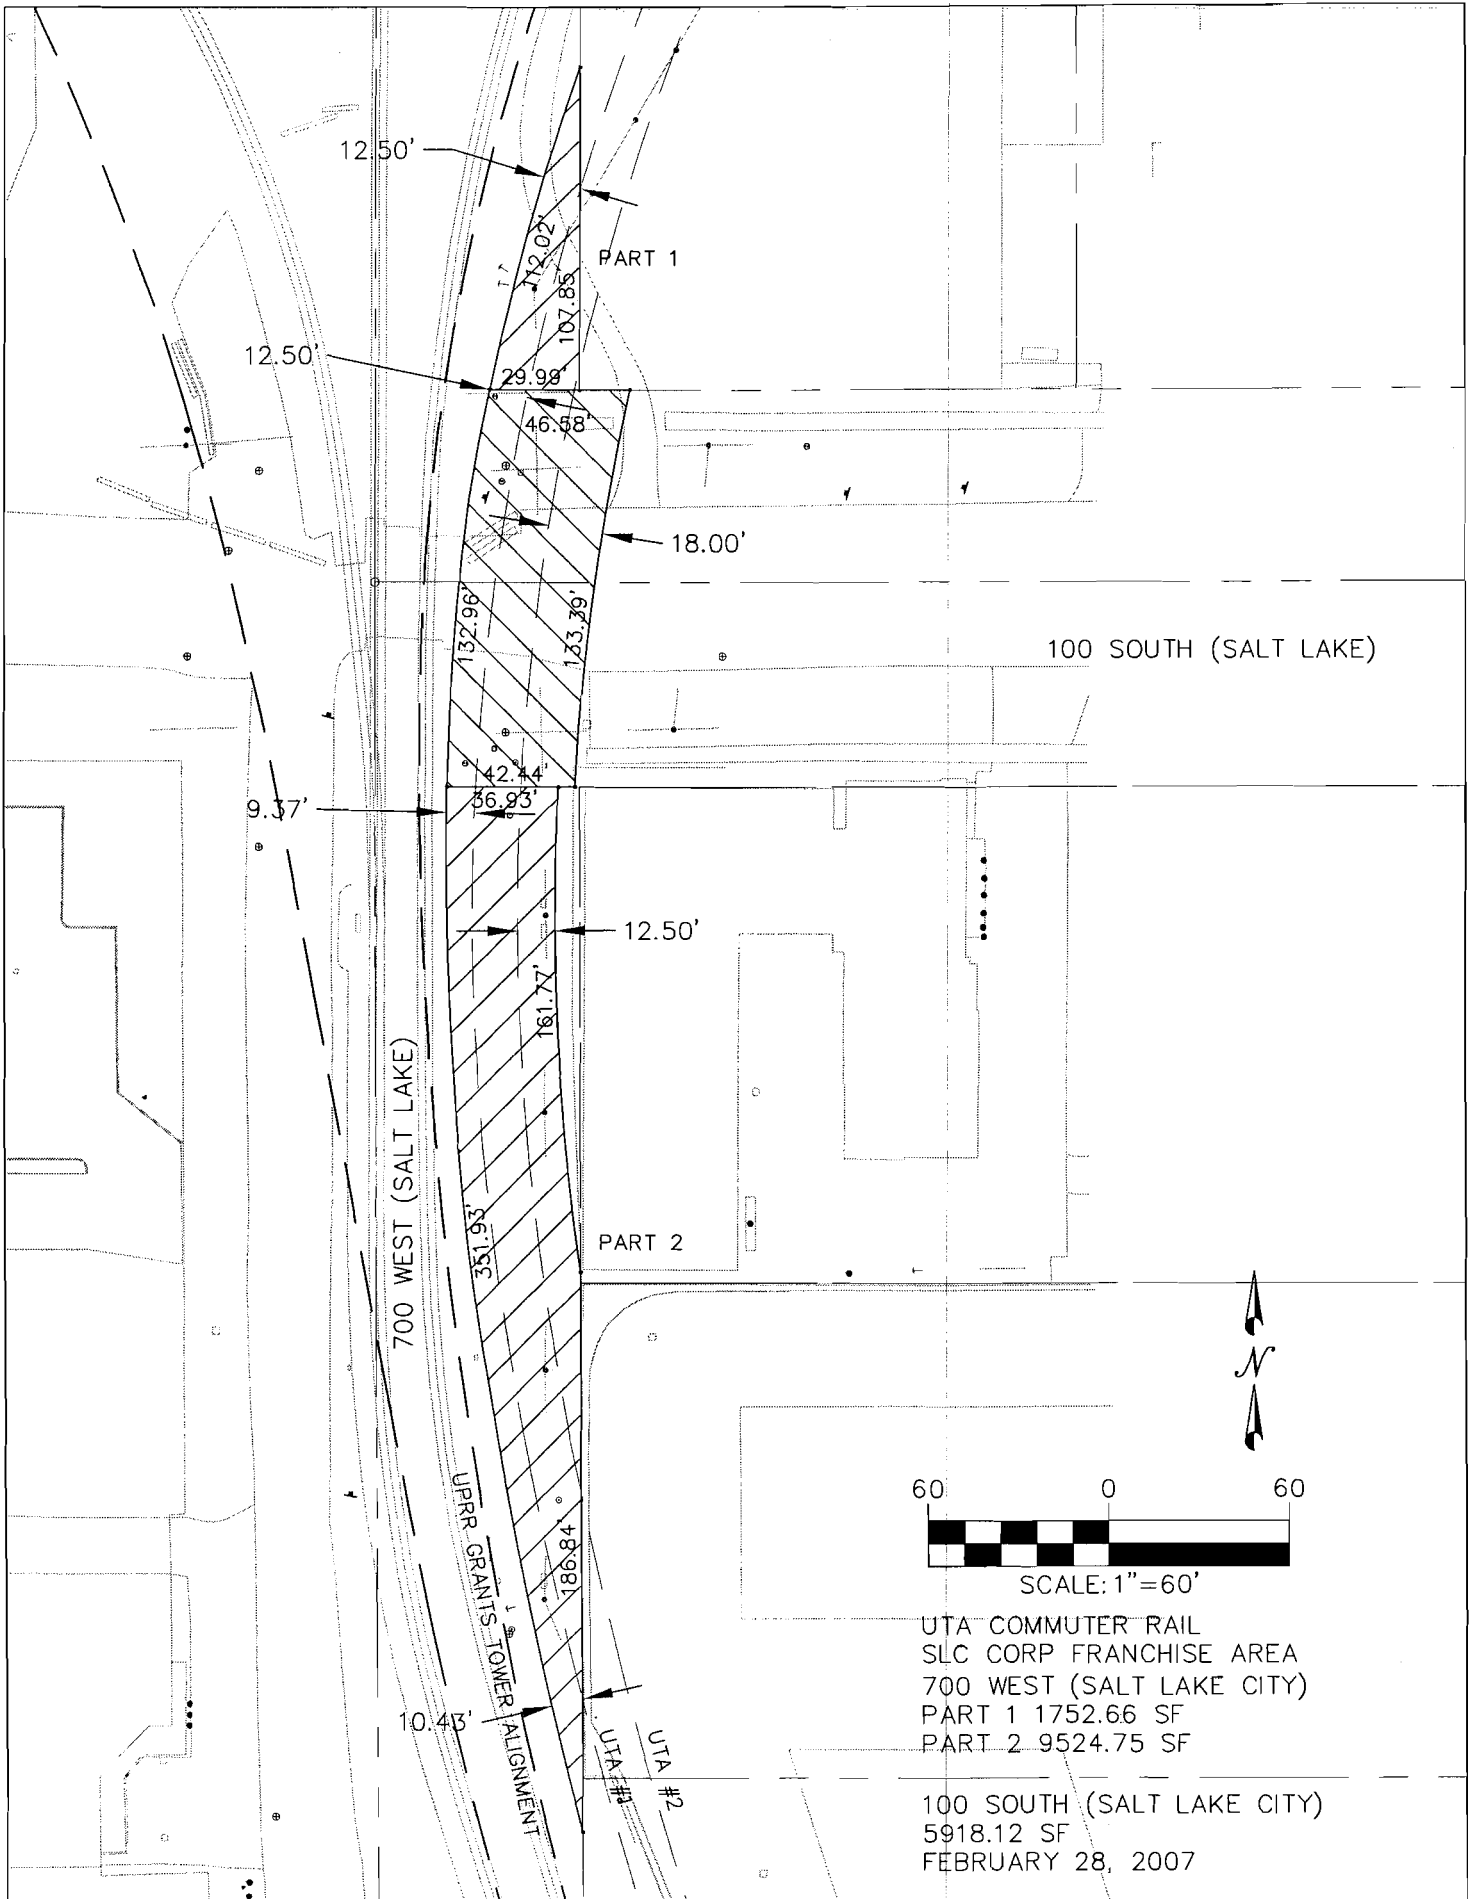 12.50'
112.02'
107.85'
PART 1
12.50'
29.99'
46.58'
18.00'
132.96'
133.39'
100 SOUTH (SALT LAKE)
42.44'
36.93'
9.37'
12.50'
161.77'
700 WEST (SALT LAKE)
351.93'
PART 2
N
60 0 60
SCALE: 1"=60'
186.84'
UPRR GRANTS TOWER ALIGNMENT
10.43'
UTA #1
UTA #2
UTA COMMUTER RAIL
SLC CORP FRANCHISE AREA
700 WEST (SALT LAKE CITY)
PART 1 1752.66 SF
PART 2 9524.75 SF
100 SOUTH (SALT LAKE CITY)
5918.12 SF
FEBRUARY 28, 2007